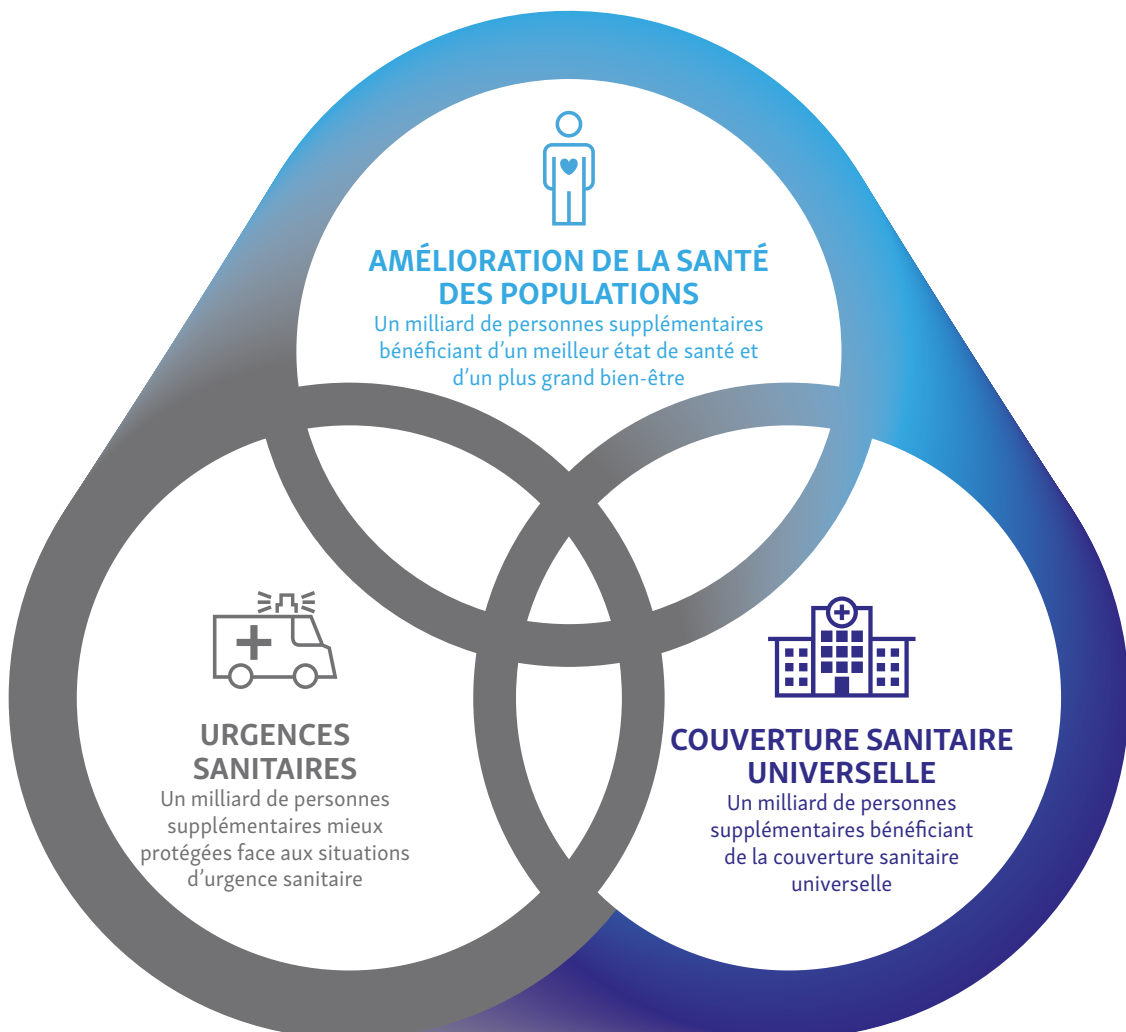 AMÉLIORATION DE LA SANTÉ
DES POPULATIONS
Un milliard de personnes supplémentaires
bénéficiant d’un meilleur état de santé et
d’un plus grand bien-être
URGENCES
SANITAIRES
Un milliard de personnes
supplémentaires mieux
protégées face aux situations
d’urgence sanitaire
COUVERTURE SANITAIRE
UNIVERSELLE
Un milliard de personnes
supplémentaires bénéficiant
de la couverture sanitaire
universelle